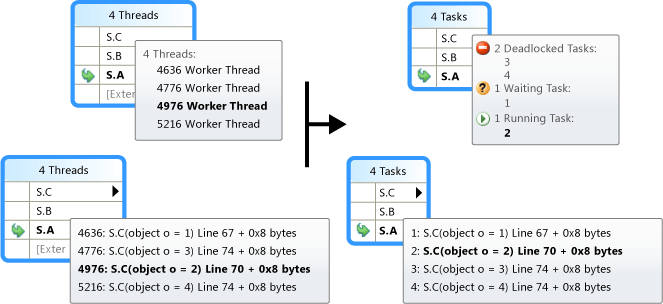 4 Threads
S.C
S.B
S.A
[Exter
4 Threads:
4636 Worker Thread
4776 Worker Thread
4976 Worker Thread
5216 Worker Thread
4 Tasks
S.C
S.B
S.A
2 Deadlocked Tasks:
3
4
1 Waiting Task:
1
1 Running Task:
2
4 Threads
S.C
S.B
S.A
[Exter
4636: S.C(object o = 1) Line 67 + 0x8 bytes
4776: S.C(object o = 3) Line 74 + 0x8 bytes
4976: S.C(object o = 2) Line 70 + 0x8 bytes
5216: S.C(object o = 4) Line 74 + 0x8 bytes
4 Tasks
S.C
S.B
S.A
1: S.C(object o = 1) Line 67 + 0x8 bytes
2: S.C(object o = 2) Line 70 + 0x8 bytes
3: S.C(object o = 3) Line 74 + 0x8 bytes
4: S.C(object o = 4) Line 74 + 0x8 bytes